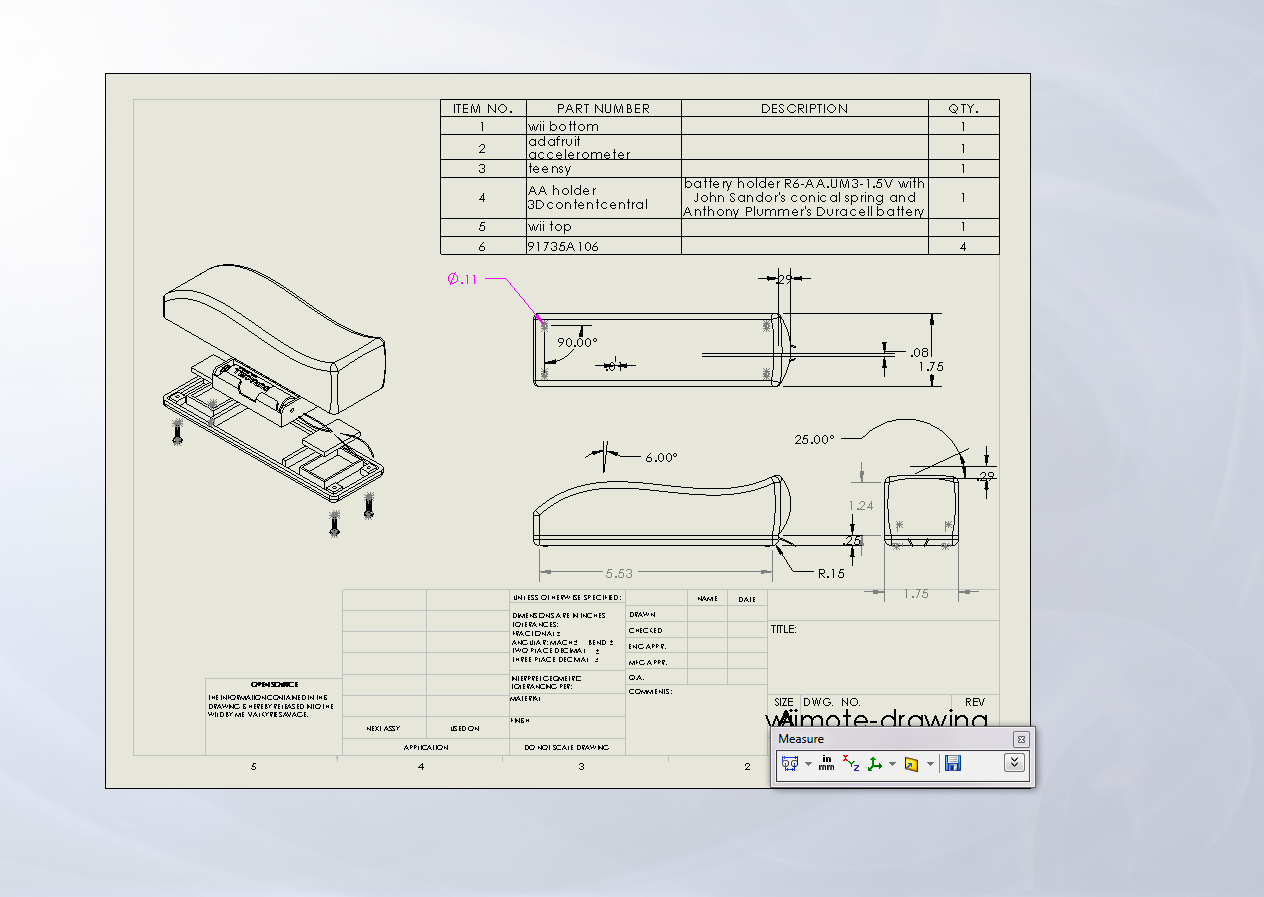 ITEM NO. PART NUMBER DESCRIPTION QTY.
1 wii bottom 1
2 adafruit accelerometer 1
3 teensy 1
4 AA holder 3Dcontentcentral battery holder R6-AA.UM3-1.5V with John Sandor's conical spring and Anthony Plummer's Duracell battery 1
5 wii top 1
6 91735A106 4
Ø.11
.29
90.00°
.01
.08
1.75
25.00°
6.00°
.29
1.24
.25
5.53
R.15
1.75
UNLESS OTHERWISE SPECIFIED:
NAME DATE
DIMENSIONS ARE IN INCHES
TOLERANCES:
FRACTIONAL ±
ANGULAR: MACH ± BEND ±
TWO PLACE DECIMAL ±
THREE PLACE DECIMAL ±
DRAWN
CHECKED
ENG APPR.
MFG APPR.
INTERPRET GEOMETRIC
TOLERANCING PER:
Q.A.
COMMENTS:
MATERIAL
FINISH
TITLE:
OPEN SOURCE
THE INFORMATION CONTAINED IN THIS
DRAWING IS HEREBY RELEASED INTO THE
WILD BY ME. VALKYRIE SAVAGE.
NEXT ASSY USED ON
APPLICATION DO NOT SCALE DRAWING
SIZE DWG. NO. REV
A
wiimote-drawing
5 4 3 2
Measure
in
mm
X Y Z